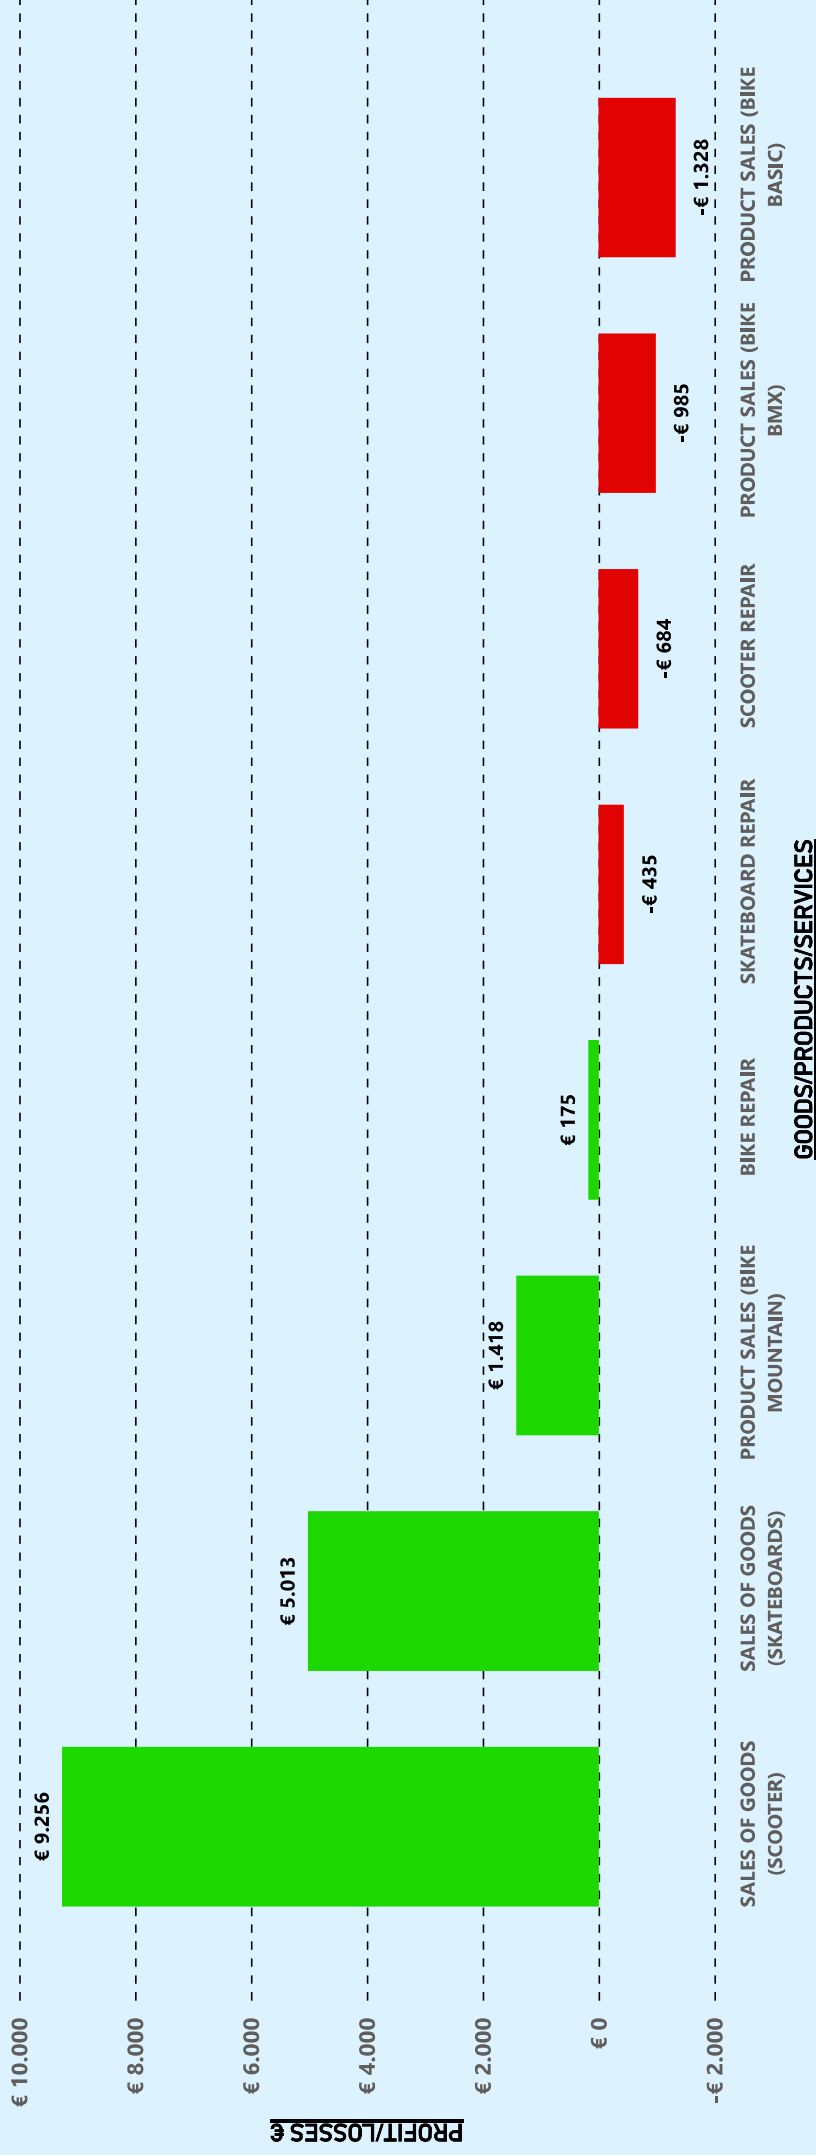 PROFIT/LOSSES €
€ 10.000
€ 8.000
€ 6.000
€ 4.000
€ 2.000
€ 0
-€ 2.000
€ 9.256
€ 5.013
€ 1.418
€ 175
-€ 435
-€ 684
-€ 985
-€ 1.328
SALES OF GOODS
(SCOOTER)
SALES OF GOODS
(SKATEBOARDS)
PRODUCT SALES (BIKE
MOUNTAIN)
BIKE REPAIR
SKATEBOARD REPAIR
SCOOTER REPAIR
PRODUCT SALES (BIKE
BMX)
PRODUCT SALES (BIKE
BASIC)
GOODS/PRODUCTS/SERVICES